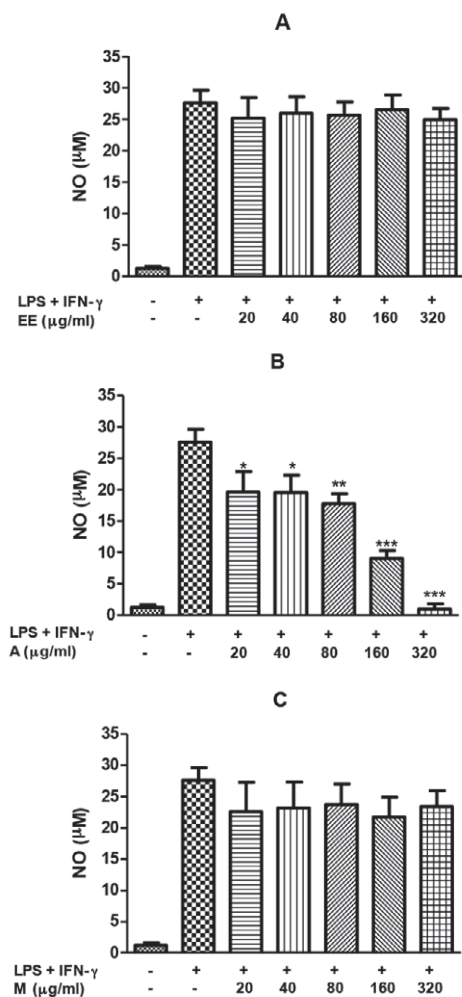 A
NO (µM)
35
30
25
20
15
10
5
0
LPS + IFN-γ - + + + + + +
EE (µg/ml) - - 20 40 80 160 320
B
NO (µM)
35
30
25
20
15
10
5
0
* * ** *** ***
LPS + IFN-γ - + + + + + +
A (µg/ml) - - 20 40 80 160 320
C
NO (µM)
35
30
25
20
15
10
5
0
LPS + IFN-γ - + + + + + +
M (µg/ml) - - 20 40 80 160 320